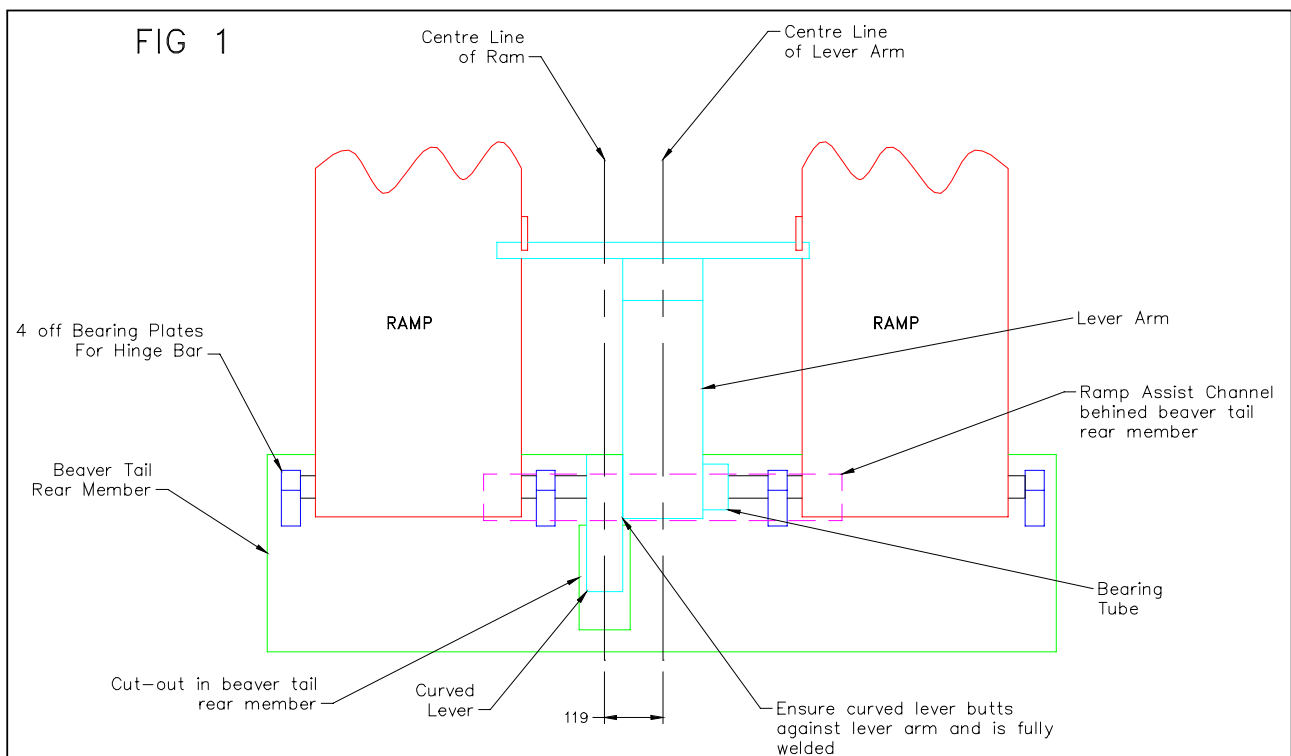 FIG 1
Centre Line
of Ram
Centre Line
of Lever Arm
RAMP
RAMP
4 off Bearing Plates
For Hinge Bar
Lever Arm
Ramp Assist Channel
behined beaver tail
rear member
Beaver Tail
Rear Member
Bearing
Tube
Cut-out in beaver tail
rear member
Curved
Lever
119
Ensure curved lever butts
against lever arm and is fully
welded